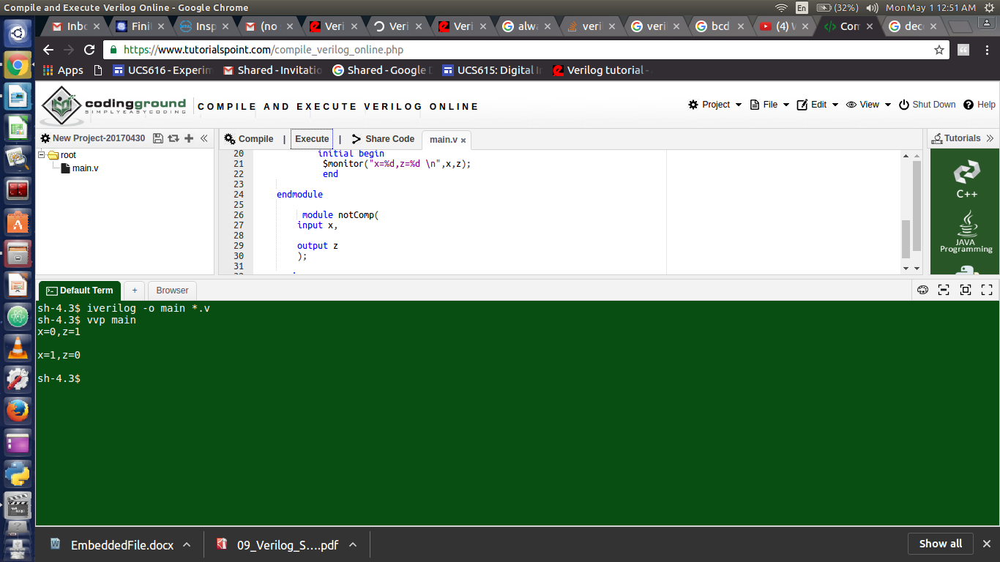 Compile and Execute Verilog Online - Google Chrome
En (32%) Mon May 1 12:51 AM
Inbo Finit Insp (no Veri Veri Veri alwa veril veril bcd (4) Com deco
https://www.tutorialspoint.com/compile_verilog_online.php
Apps UCS616 - Experim Shared - Invitatio Shared - Google D UCS615: Digital I Verilog tutorial -
codingground
SIMPLYEASYCODING
COMPILE AND EXECUTE VERILOG ONLINE
Project File Edit View Shut Down Help
New Project-20170430
Compile | Execute | Share Code main.v x
Tutorials
root
main.v
20 initial begin
21 $monitor("x=%d,z=%d \n",x,z);
22 end
23
24 endmodule
25
26 module notComp(
27 input x,
28
29 output z
30 );
31
C++
JAVA
Programming
Default Term + Browser
sh-4.3$ iverilog -o main *.v
sh-4.3$ vvp main
x=0,z=1
x=1,z=0
sh-4.3$
EmbeddedFile.docx 09_Verilog_S....pdf Show all